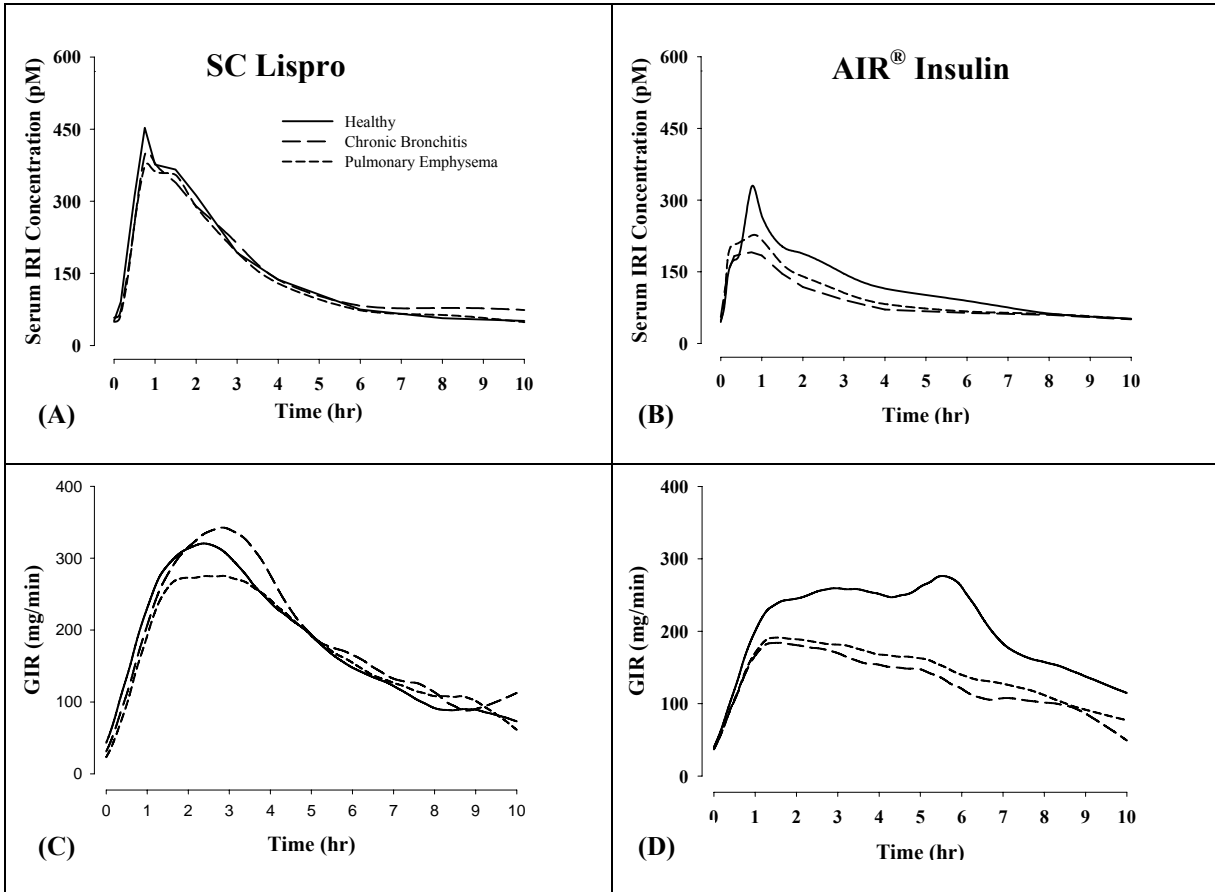 SC Lispro
Serum IRI Concentration (pM)
600
450
300
150
0
Healthy
Chronic Bronchitis
Pulmonary Emphysema
0 1 2 3 4 5 6 7 8 9 10
Time (hr)
(A)
AIR® Insulin
Serum IRI Concentration (pM)
600
450
300
150
0
0 1 2 3 4 5 6 7 8 9 10
Time (hr)
(B)
GIR (mg/min)
400
300
200
100
0
0 1 2 3 4 5 6 7 8 9 10
Time (hr)
(C)
GIR (mg/min)
400
300
200
100
0
0 1 2 3 4 5 6 7 8 9 10
Time (hr)
(D)